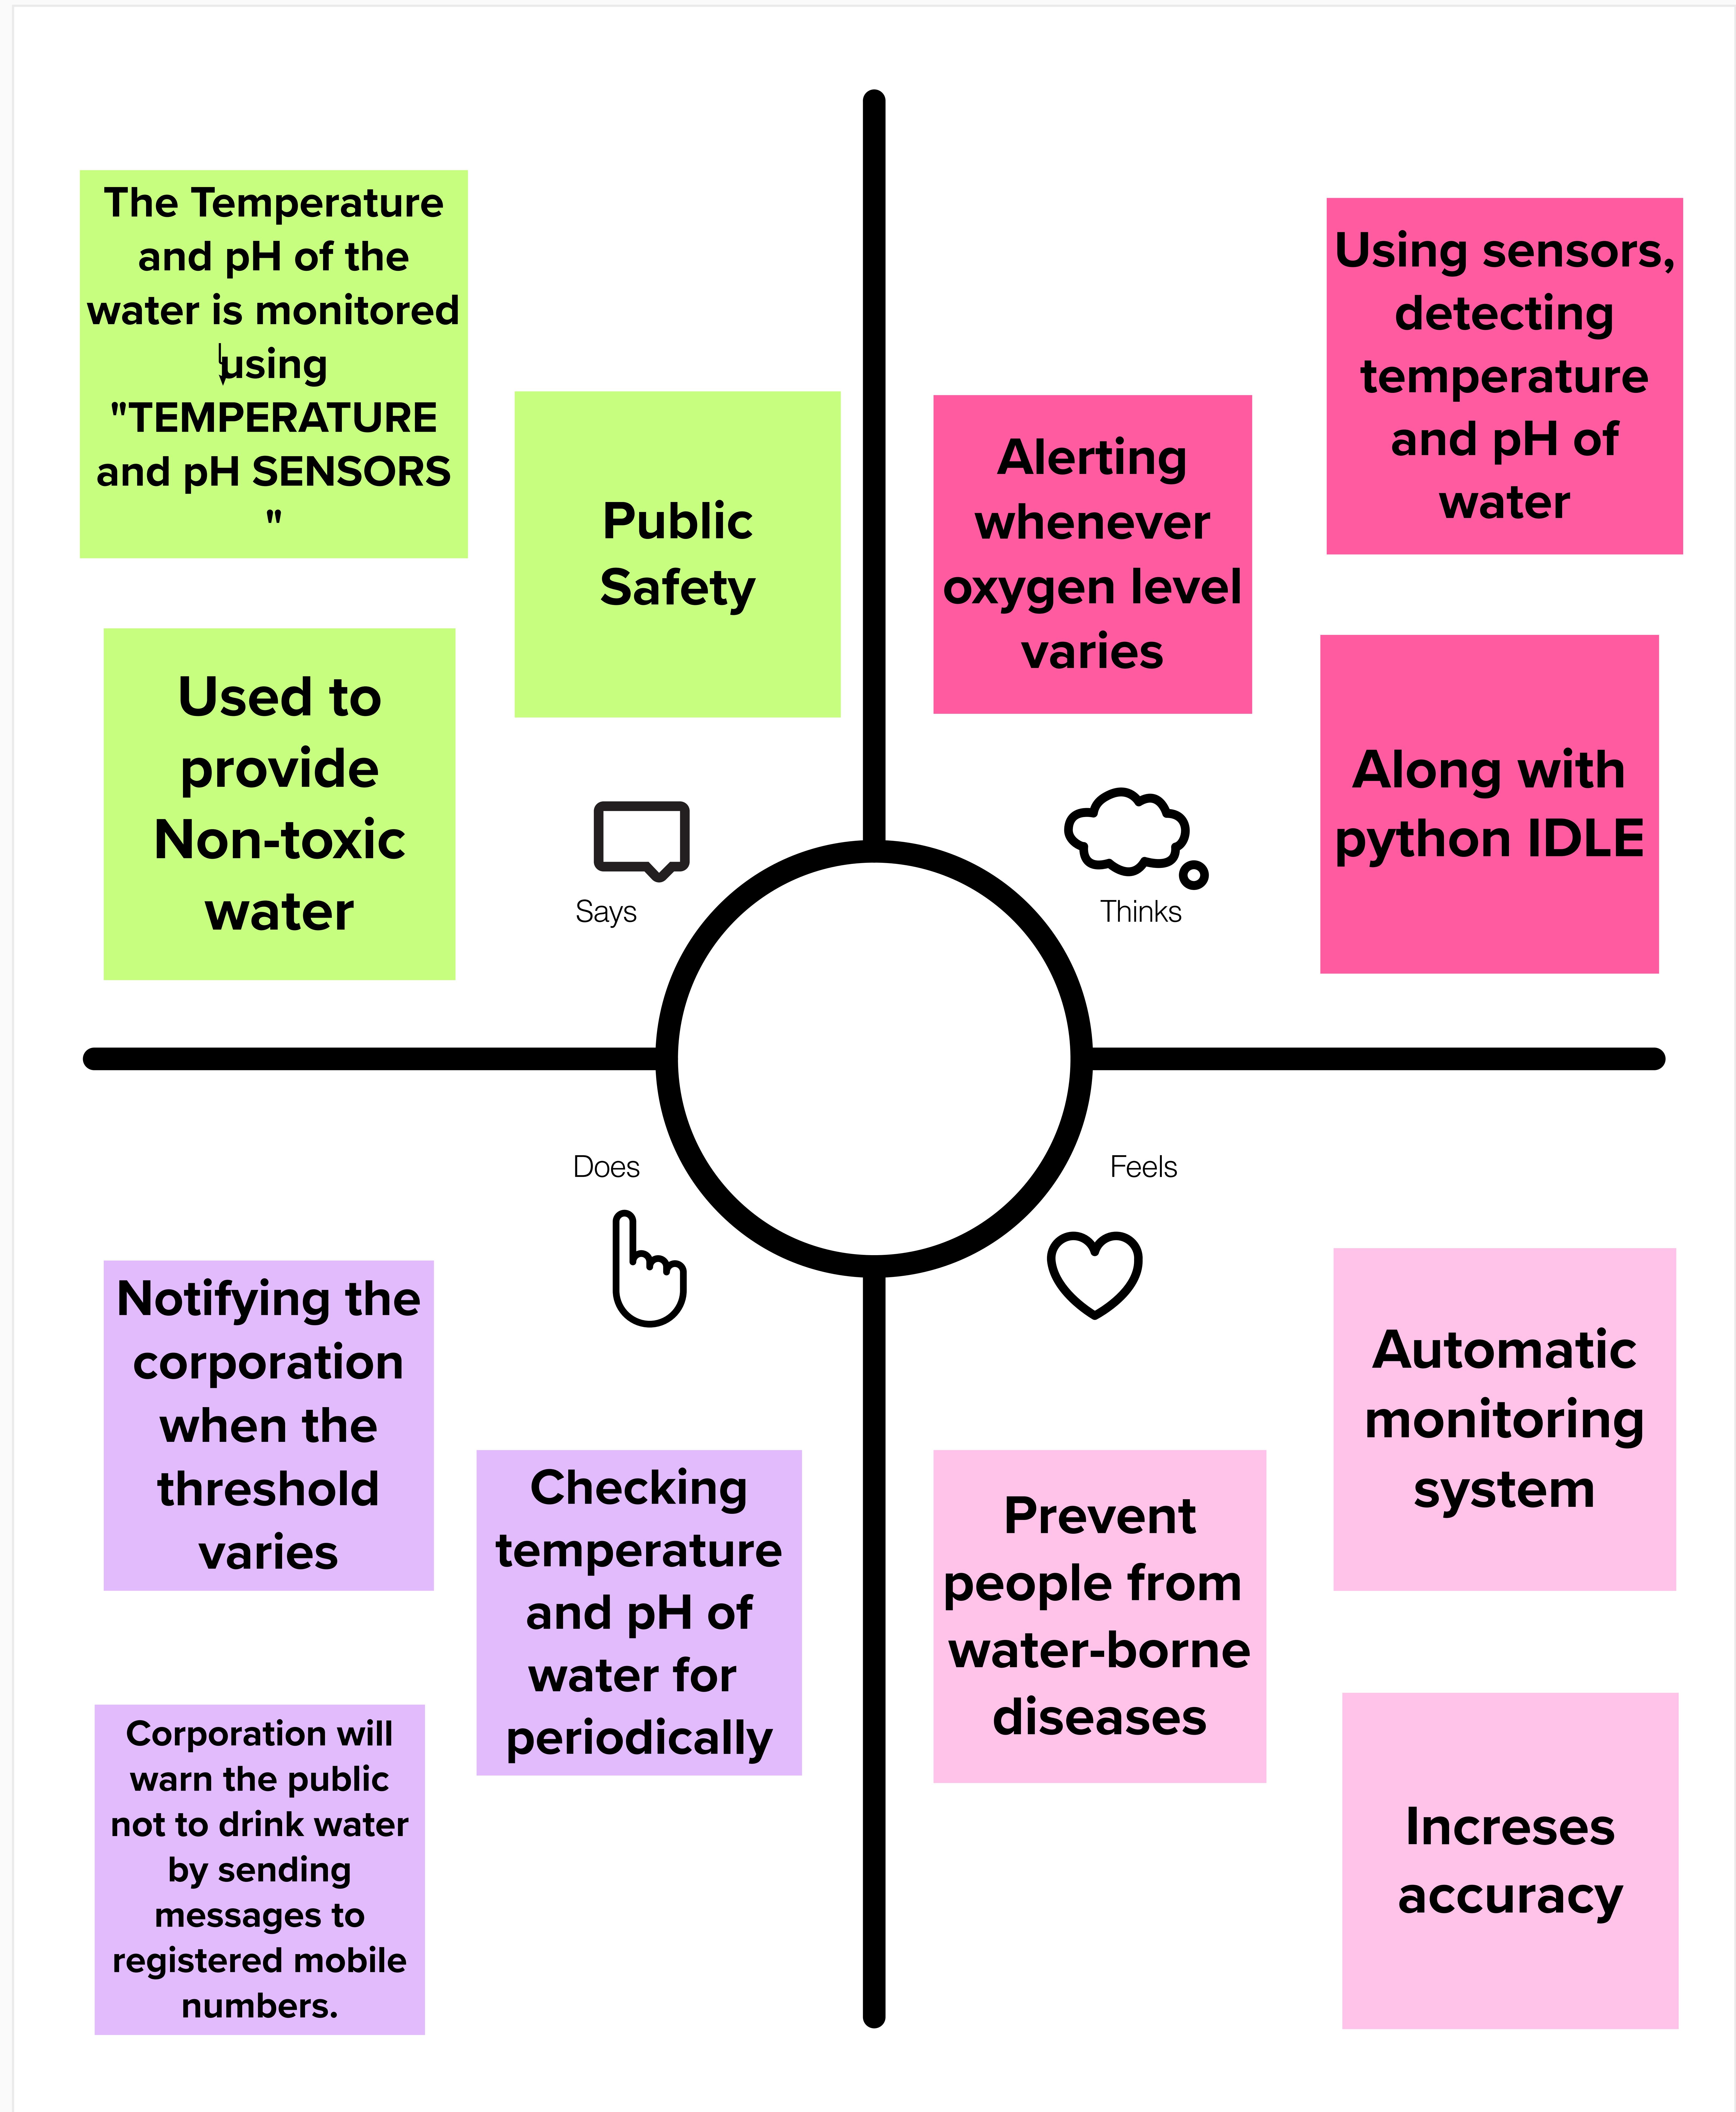 The Temperature
and pH of the
water is monitored
using
"TEMPERATURE
and pH SENSORS
"
Public
Safety
Used to
provide
Non-toxic
water
Says
Alerting
whenever
oxygen level
varies
Using sensors,
detecting
temperature
and pH of
water
Along with
python IDLE
Thinks
Does
Notifying the
corporation
when the
threshold
varies
Checking
temperature
and pH of
water for
periodically
Corporation will
warn the public
not to drink water
by sending
messages to
registered mobile
numbers.
Feels
Automatic
monitoring
system
Prevent
people from
water-borne
diseases
Increses
accuracy